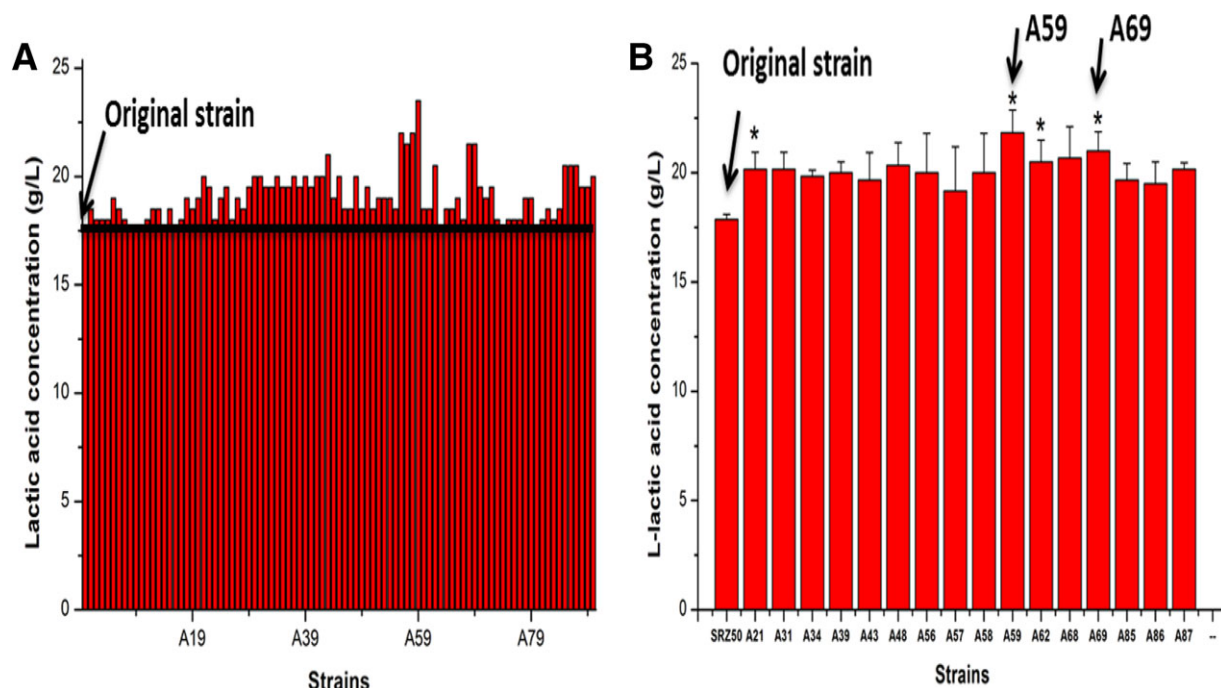 A
Original strain
25
20
15
10
5
0
Lactic acid concentration (g/L)
A19 A39 A59 A79
Strains
B
Original strain
A59
A69
25
20
15
10
5
0
L-lactic acid concentration (g/L)
* * * *
SRZ50 A21 A31 A34 A39 A43 A48 A56 A57 A58 A59 A62 A68 A69 A85 A86 A87 --
Strains